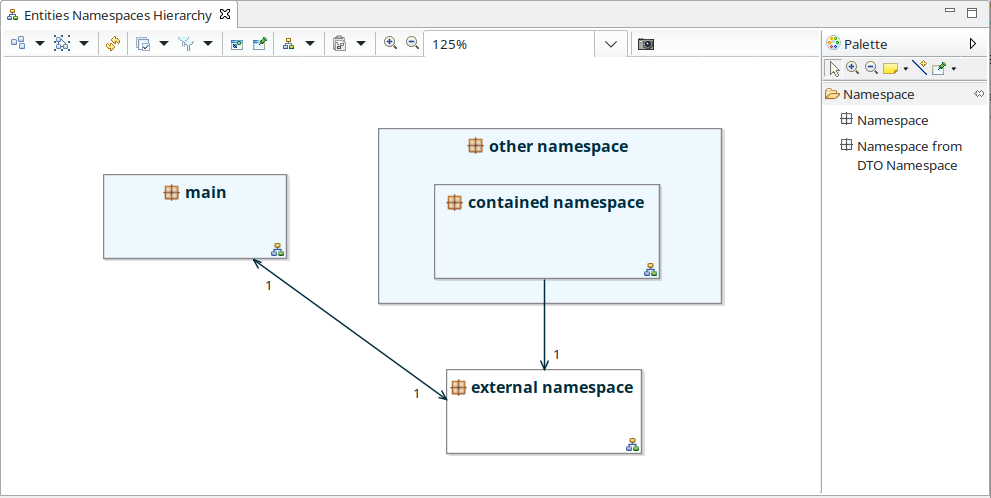 Entities Namespaces Hierarchy
125%
Palette
Namespace
Namespace
Namespace from
DTO Namespace
other namespace
main
contained namespace
1
1
1
external namespace